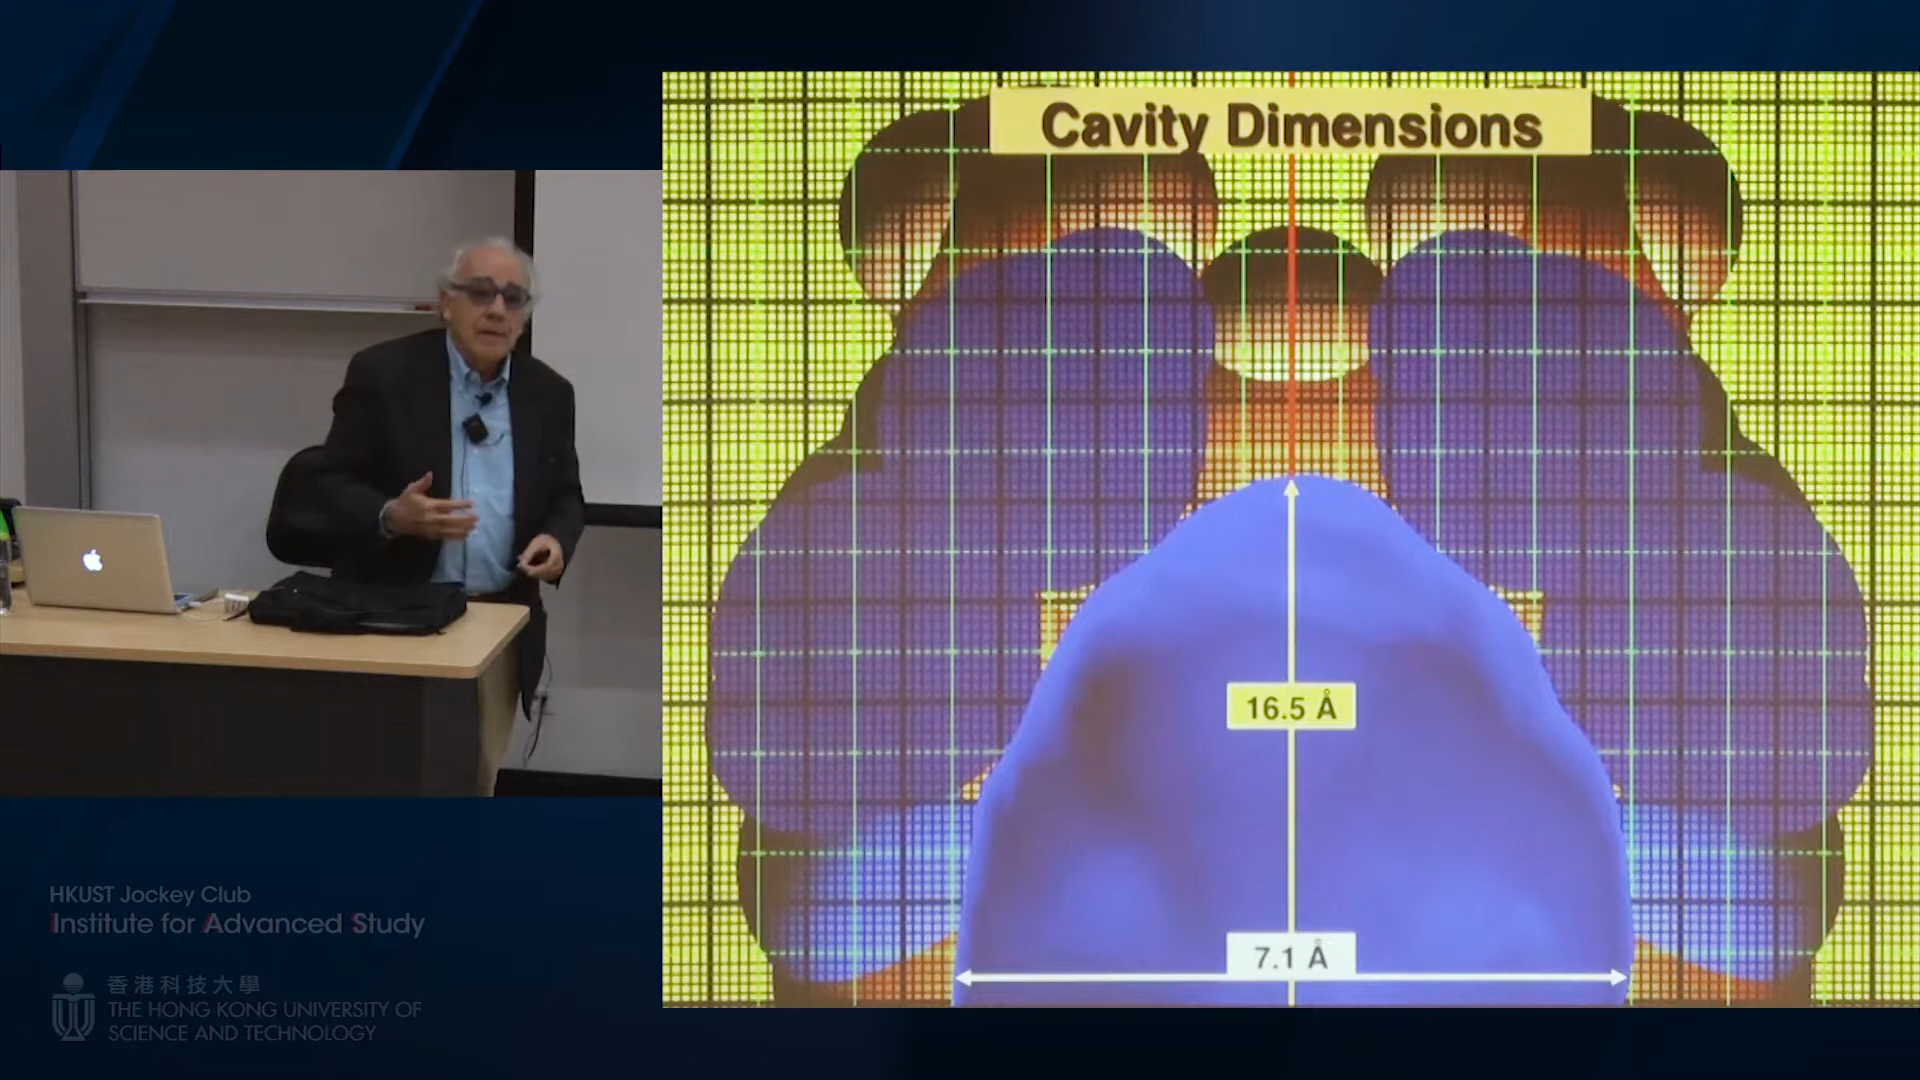 Cavity Dimensions
16.5 Å
7.1 Å
HKUST Jockey Club
Institute for Advanced Study
香港科技大學
THE HONG KONG UNIVERSITY OF
SCIENCE AND TECHNOLOGY